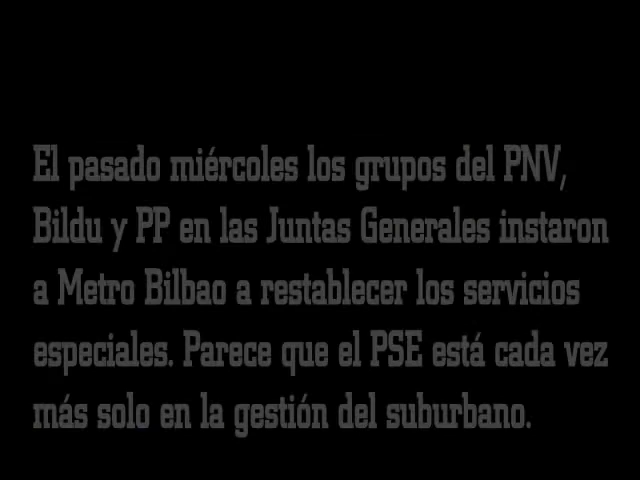 El pasado miércoles los grupos del PNV,
Bildu y PP en las Juntas Generales instaron
a Metro Bilbao a restablecer los servicios
especiales. Parece que el PSE está cada vez
más solo en la gestión del suburbano.